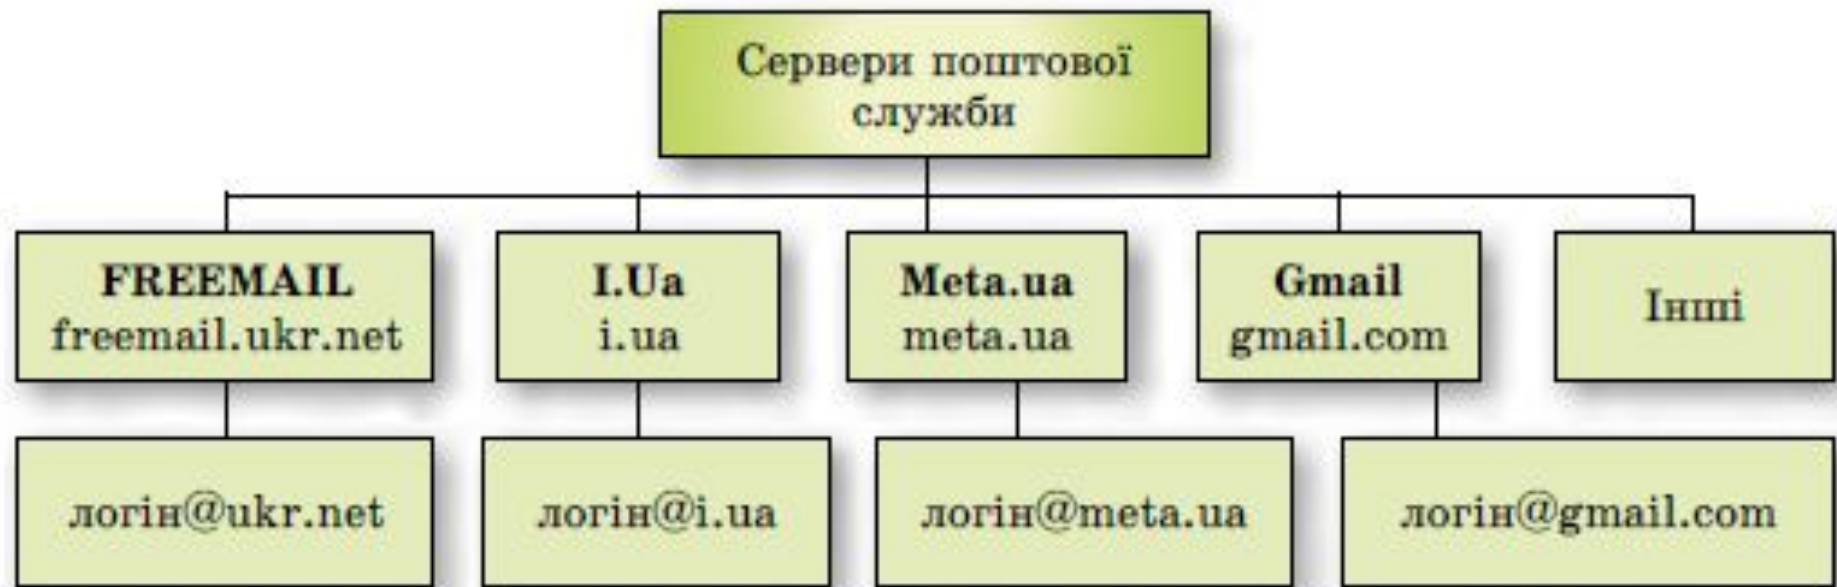 Сервери поштової
служби
FREEMAIL
freemail.ukr.net
I.Ua
i.ua
Meta.ua
meta.ua
Gmail
gmail.com
Інші
логін@ukr.net
логін@i.ua
логін@meta.ua
логін@gmail.com